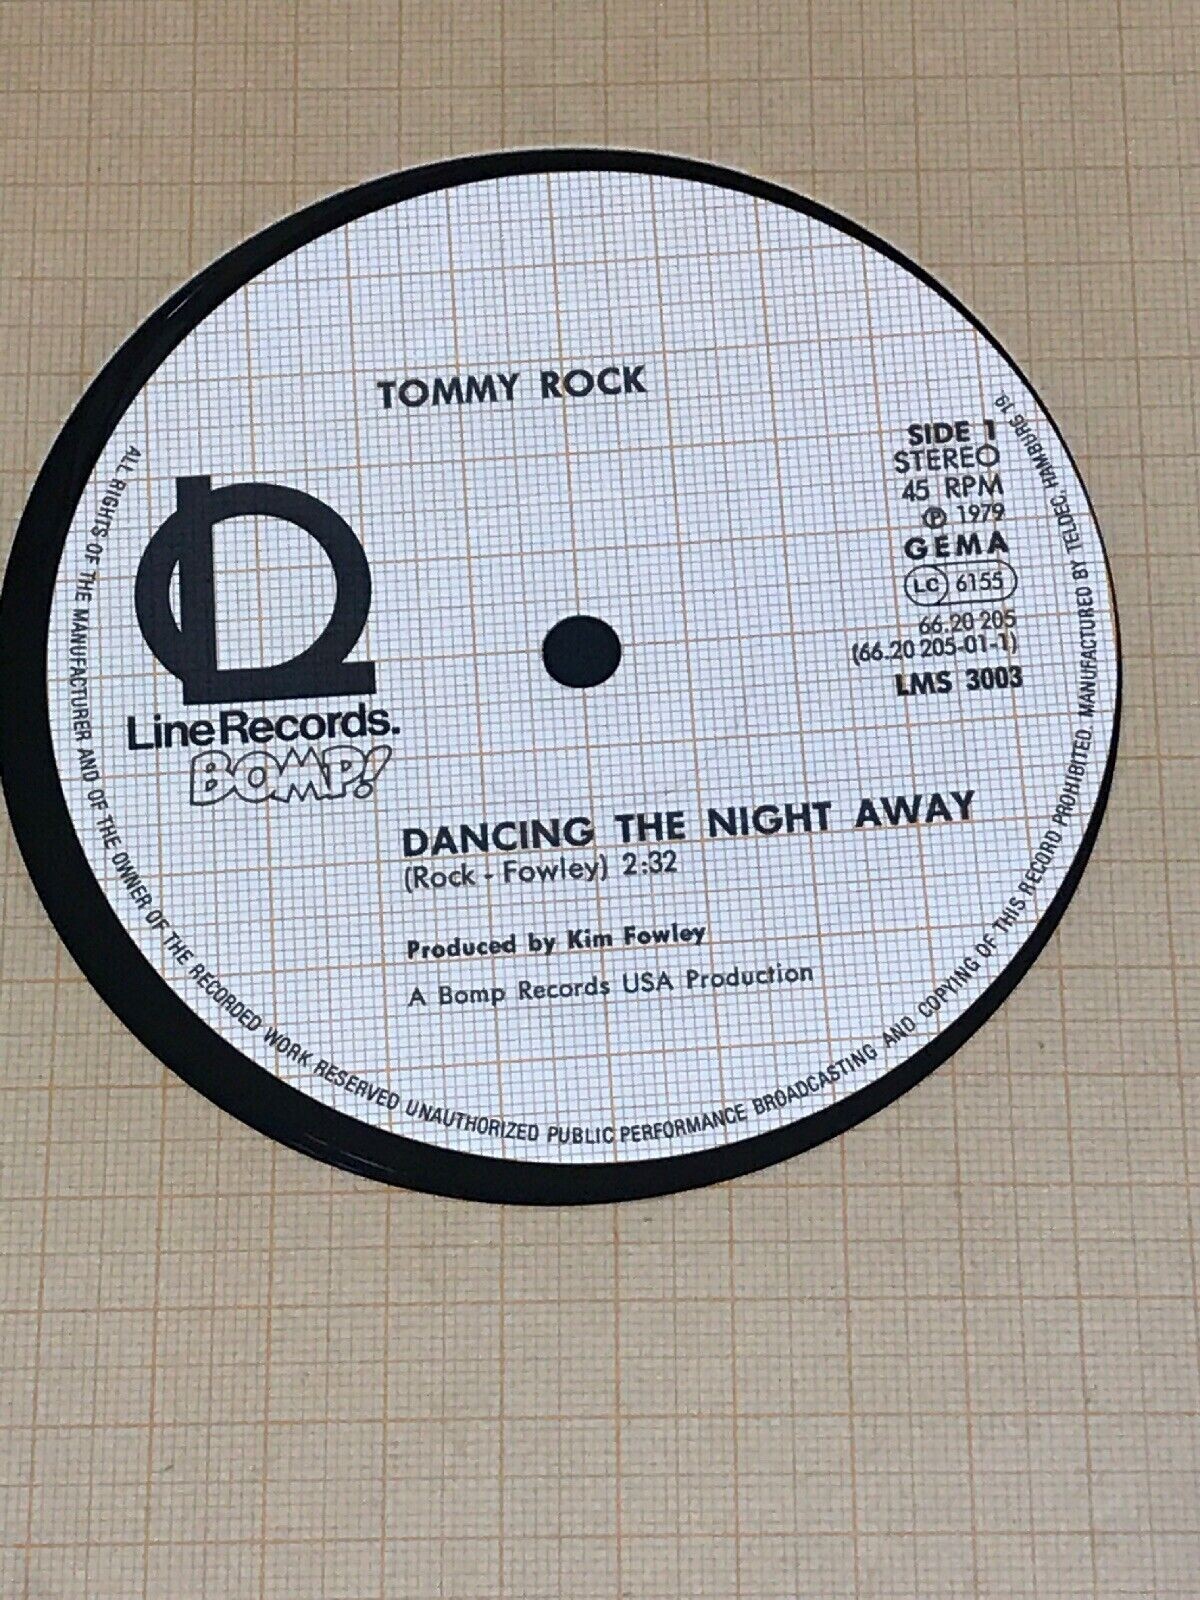 TOMMY ROCK
SIDE 1
STEREO
45 RPM
Ⓟ 1979
GEMA
LC 6155
66.20 205
(66.20 205-01-1)
LMS 3003
LineRecords.
BOMP!
DANCING THE NIGHT AWAY
(Rock - Fowley) 2:32
Produced by Kim Fowley
A Bomp Records USA Production
ALL RIGHTS OF THE MANUFACTURER AND OF THE OWNER OF THE RECORDED WORK RESERVED UNAUTHORIZED PUBLIC PERFORMANCE BROADCASTING AND COPYING OF THIS RECORD PROHIBITED. MANUFACTURED BY TELDEC, HAMBURG 19.